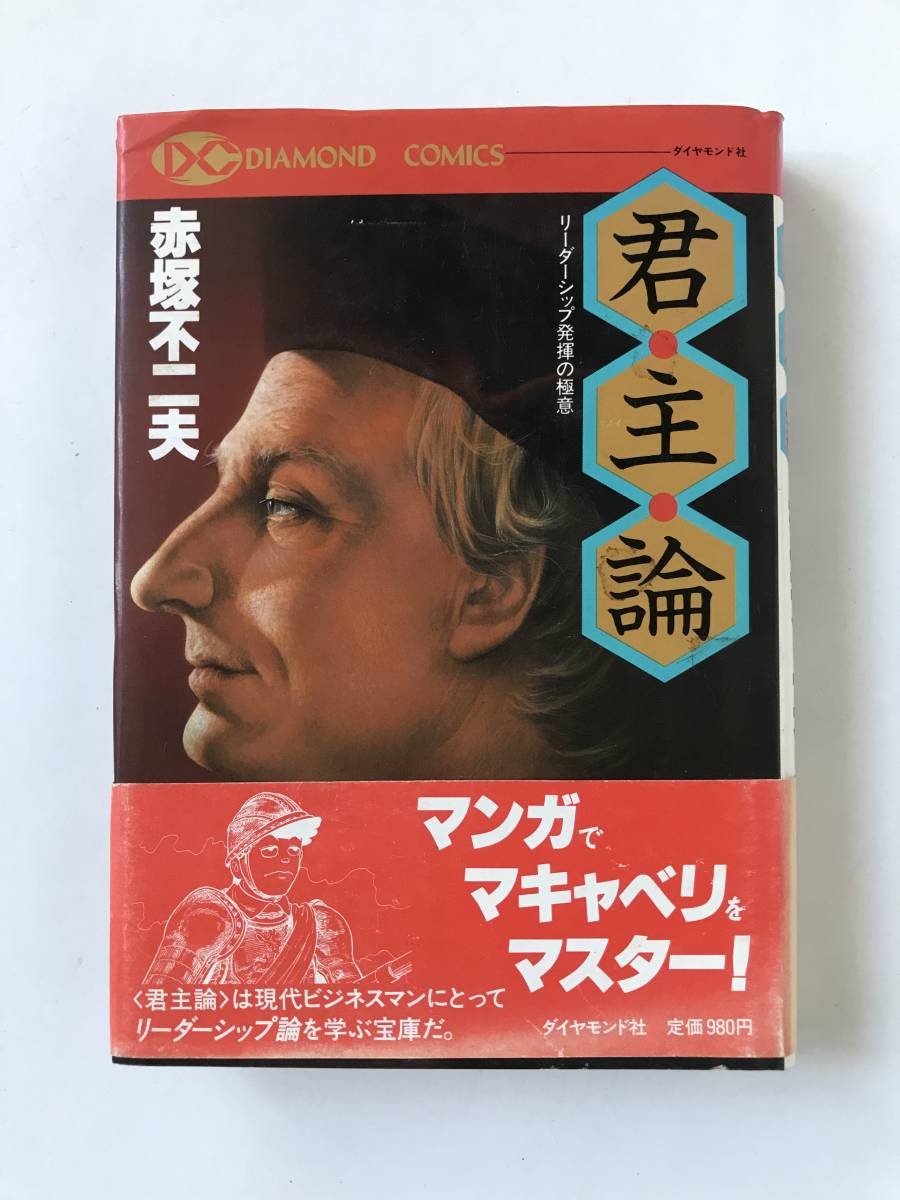 DC DIAMOND COMICS
ダイヤモンド社
君・主・論
リーダーシップ発揮の極意
赤塚不二夫
マンガで
マキャベリを
マスター!
〈君主論〉は現代ビジネスマンにとって
リーダーシップ論を学ぶ宝庫だ。
ダイヤモンド社 定価980円